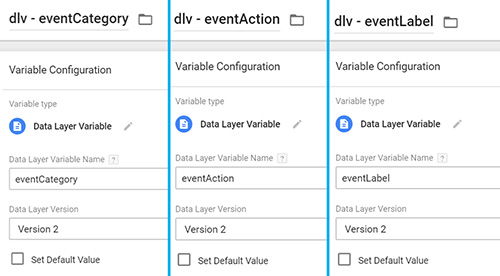 dlv - eventCategory
Variable Configuration
Variable type
Data Layer Variable
Data Layer Variable Name ?
eventCategory
Data Layer Version
Version 2
Set Default Value
dlv - eventAction
Variable Configuration
Variable type
Data Layer Variable
Data Layer Variable Name ?
eventAction
Data Layer Version
Version 2
Set Default Value
dlv - eventLabel
Variable Configuration
Variable type
Data Layer Variable
Data Layer Variable Name ?
eventLabel
Data Layer Version
Version 2
Set Default Value